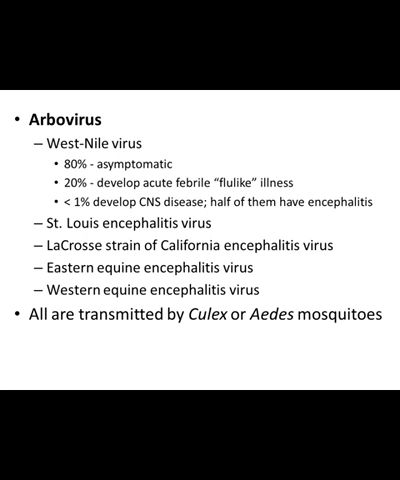 • Arbovirus
– West-Nile virus
• 80% - asymptomatic
• 20% - develop acute febrile “flulike” illness
• < 1% develop CNS disease; half of them have encephalitis
– St. Louis encephalitis virus
– LaCrosse strain of California encephalitis virus
– Eastern equine encephalitis virus
– Western equine encephalitis virus
• All are transmitted by Culex or Aedes mosquitoes